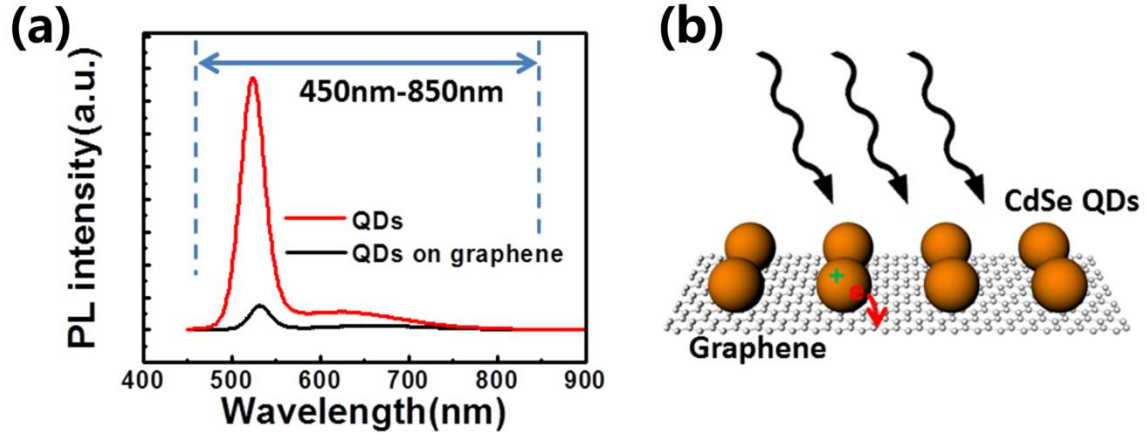 (a)
PL intensity(a.u.)
450nm-850nm
QDs
QDs on graphene
400 500 600 700 800 900
Wavelength(nm)
(b)
CdSe QDs
+
e
Graphene